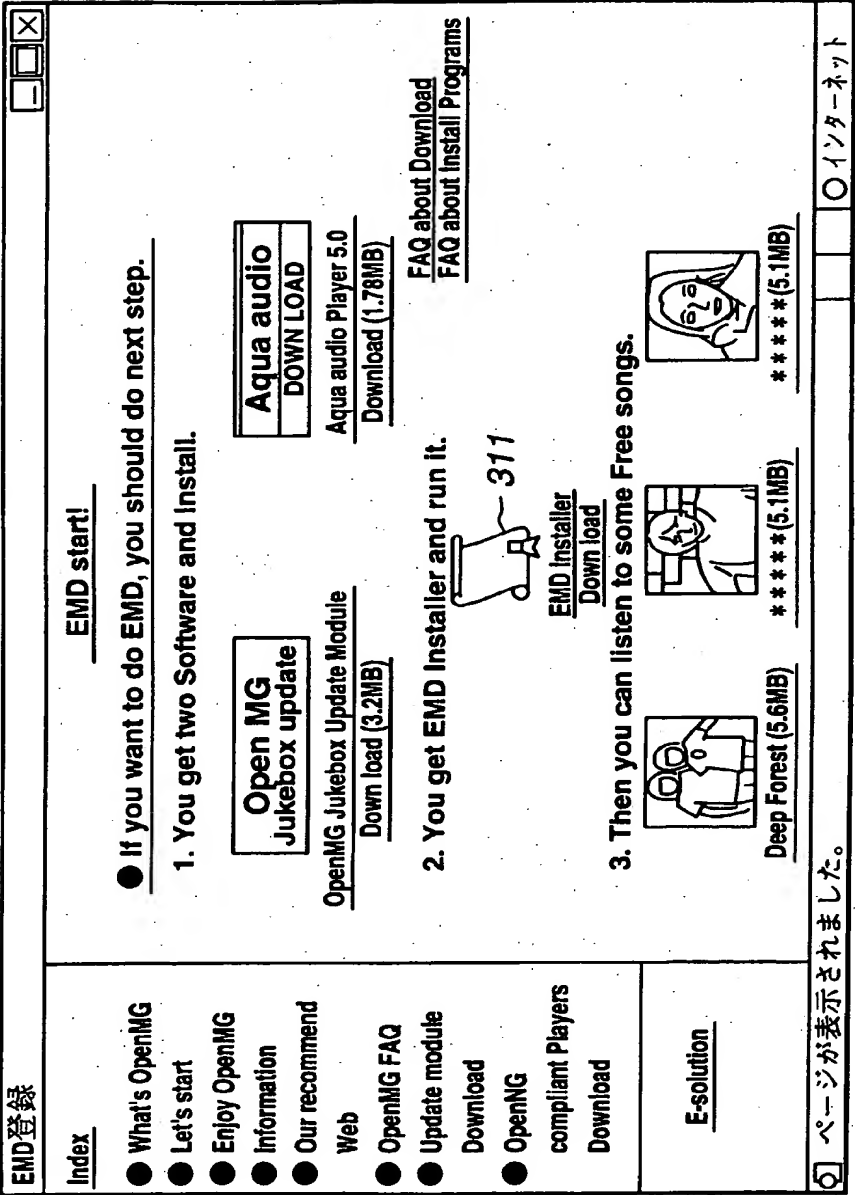 EMD登録
Index
● What's OpenMG
● Let's start
● Enjoy OpenMG
● Information
● Our recommend
Web
● OpenMG FAQ
● Update module
Download
● OpenNG
compliant Players
Download
E-solution
EMD start!
● If you want to do EMD, you should do next step.
1. You get two Software and Install.
Open MG
Jukebox update
OpenMG Jukebox Update Module
Down load (3.2MB)
Aqua audio
DOWN LOAD
Aqua audio Player 5.0
Download (1.78MB)
2. You get EMD Installer and run it.
311
EMD Installer
Down load
FAQ about Download
FAQ about Install Programs
3. Then you can listen to some Free songs.
Deep Forest (5.6MB)
*****(5.1MB)
*****(5.1MB)
ページが表示されました。
インターネット